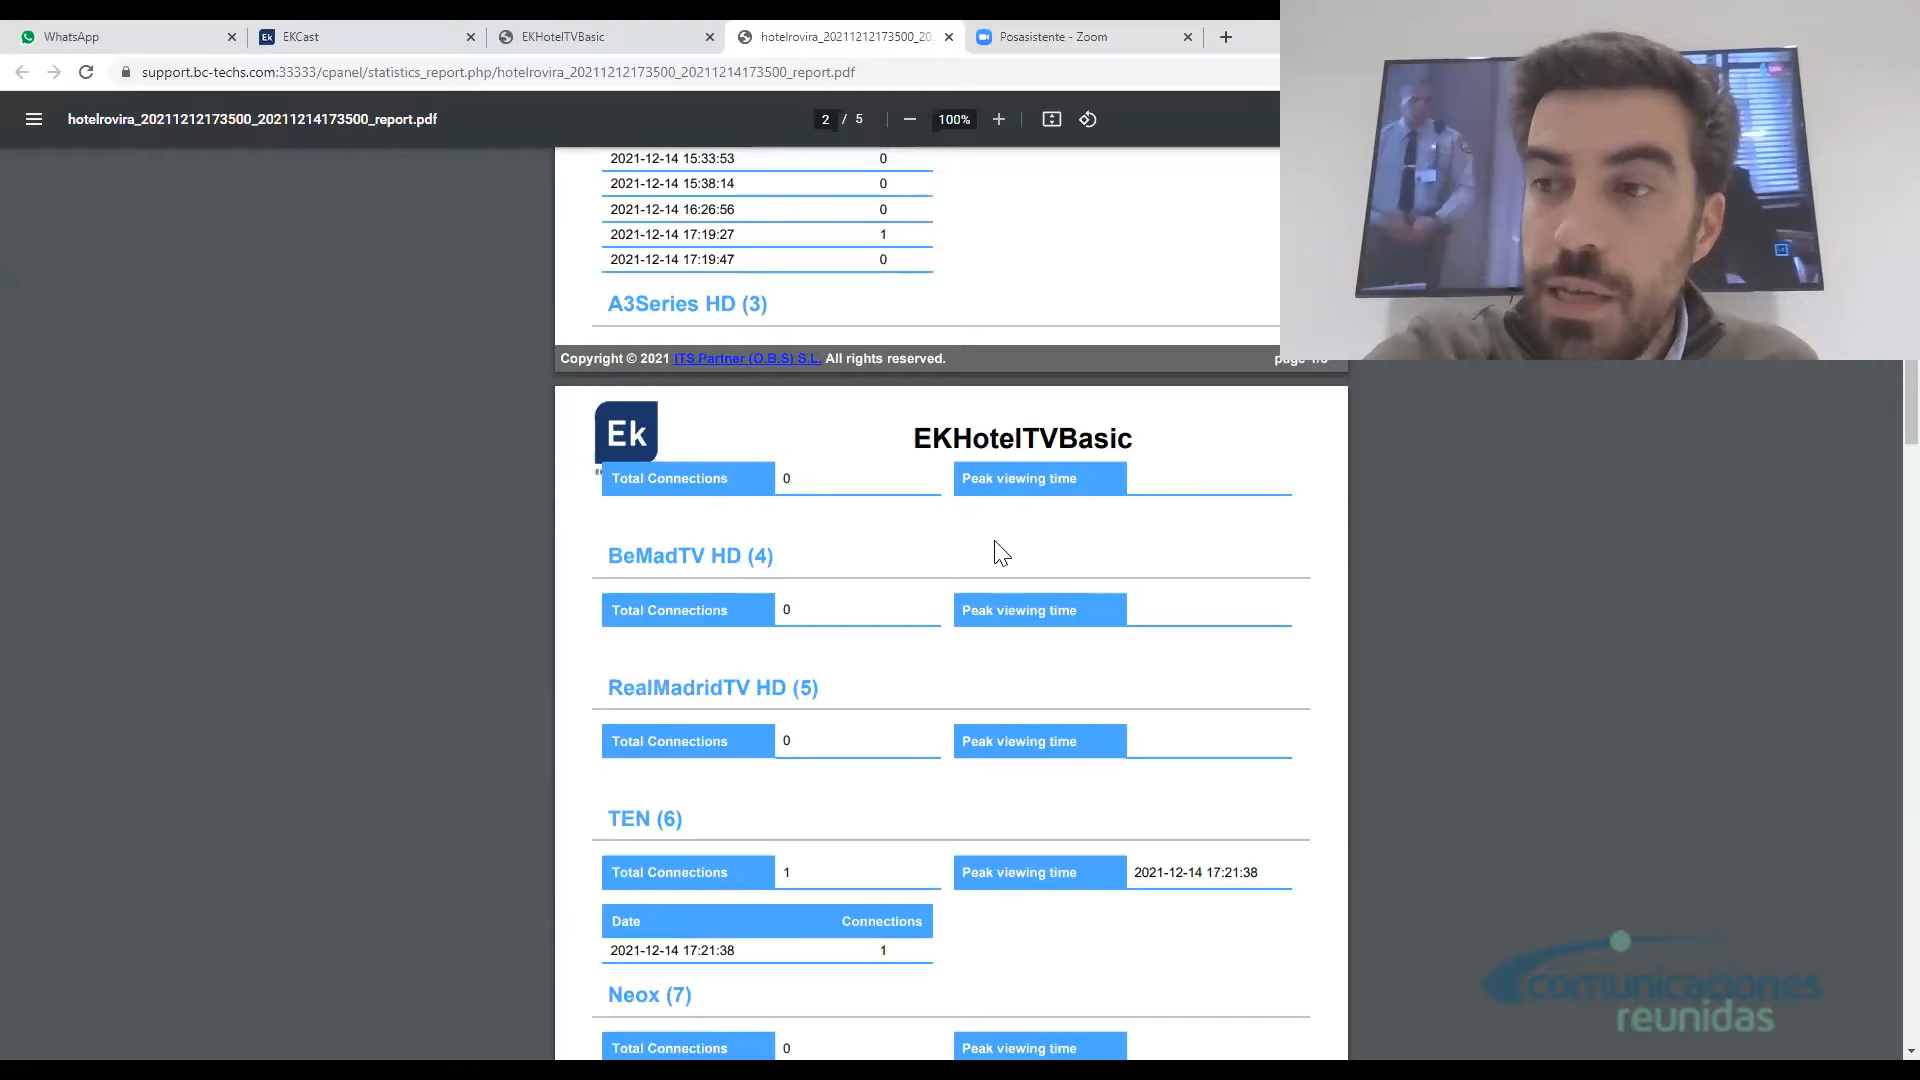 WhatsApp
EKCast
EKHotelTVBasic
hotelrovira_20211212173500_20
Posasistente - Zoom
support.bc-techs.com:33333/cpanel/statistics_report.php/hotelrovira_20211212173500_20211214173500_report.pdf
hotelrovira_20211212173500_20211214173500_report.pdf
2 / 5
100%
2021-12-14 15:33:53 0
2021-12-14 15:38:14 0
2021-12-14 16:26:56 0
2021-12-14 17:19:27 1
2021-12-14 17:19:47 0
A3Series HD (3)
Copyright © 2021 ITS Partner (O.B.S) S.L. All rights reserved.
Ek
EKHotelTVBasic
Total Connections 0 Peak viewing time
BeMadTV HD (4)
Total Connections 0 Peak viewing time
RealMadridTV HD (5)
Total Connections 0 Peak viewing time
TEN (6)
Total Connections 1 Peak viewing time 2021-12-14 17:21:38
Date Connections
2021-12-14 17:21:38 1
Neox (7)
Total Connections 0 Peak viewing time
comunicaciones
reunidas